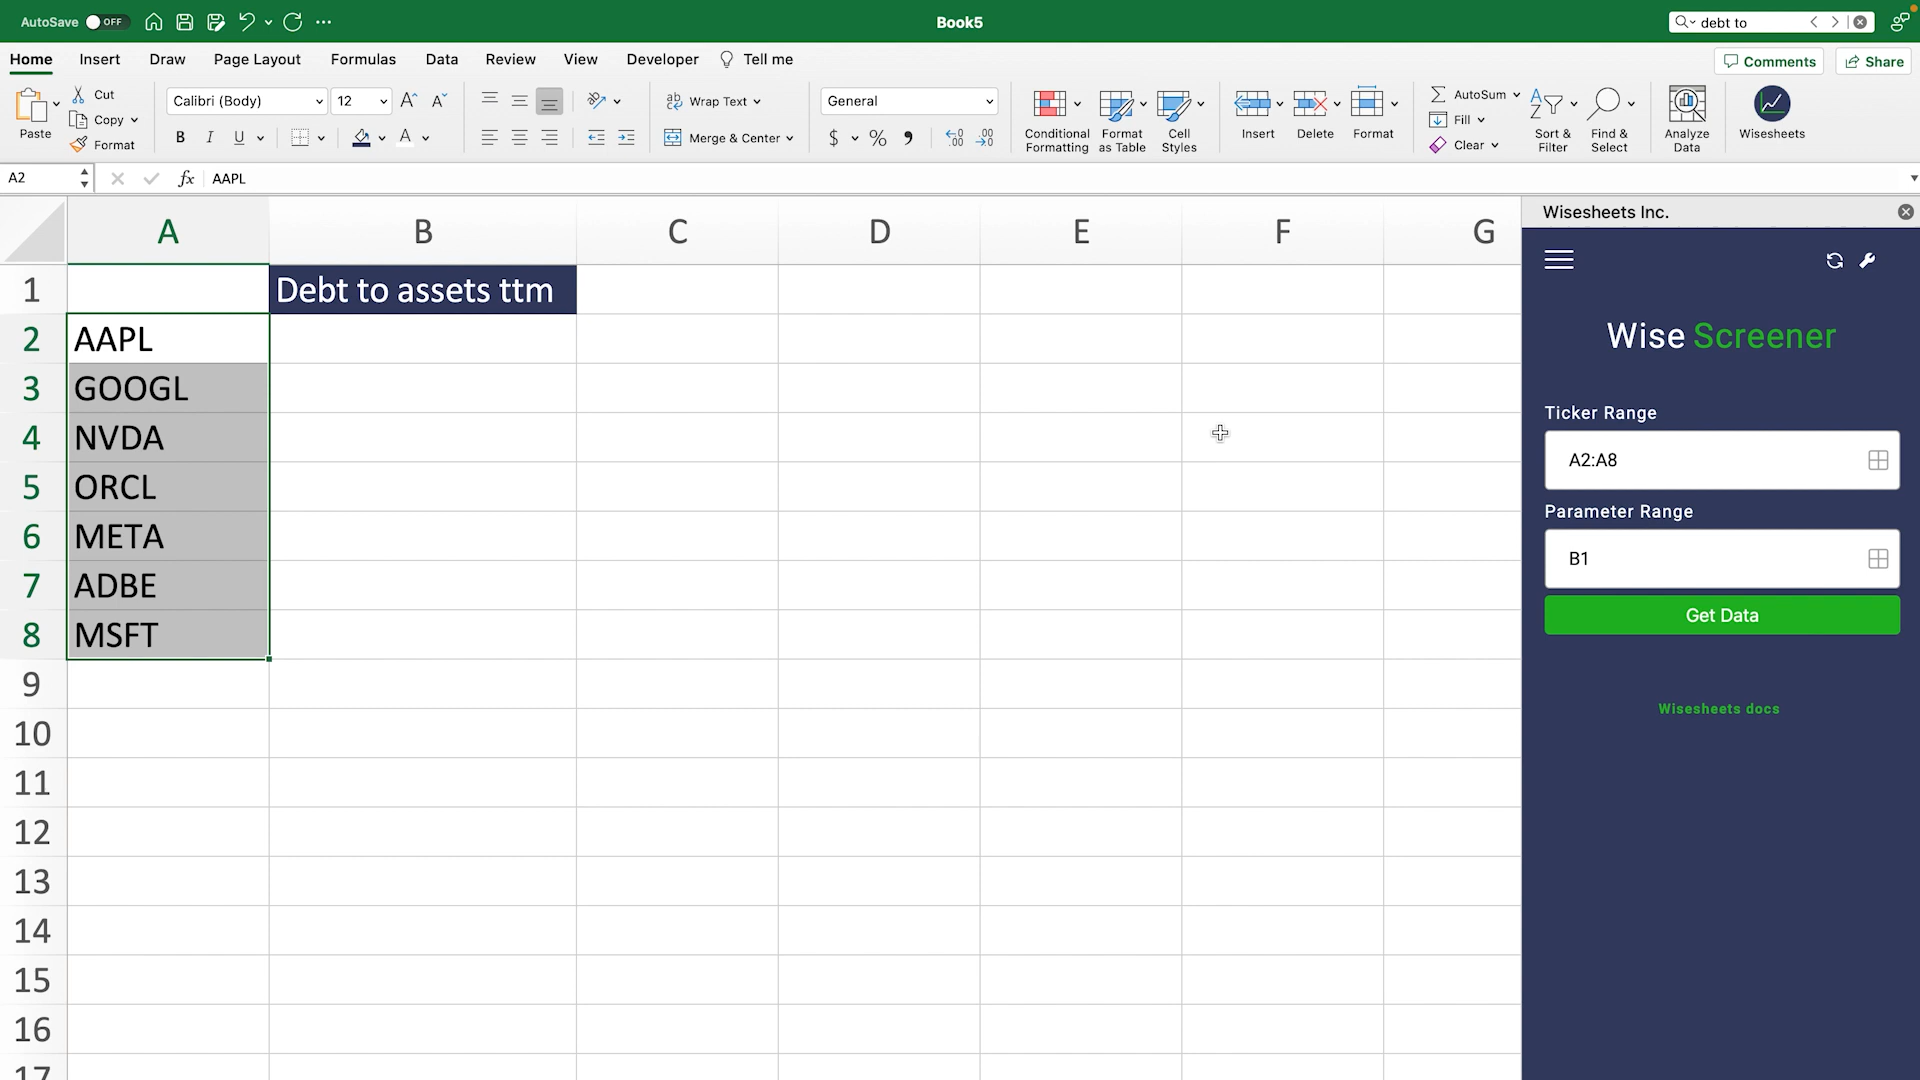 AutoSave OFF Book5 debt to
Home Insert Draw Page Layout Formulas Data Review View Developer Tell me Comments Share
Paste Cut Copy Format
Calibri (Body) 12
B I U A
ab Wrap Text
Merge & Center
General
$ % 9
Conditional Formatting
Format as Table
Cell Styles
Insert Delete Format
AutoSum
Fill
Clear
Sort & Filter
Find & Select
Analyze Data
Wisesheets
A2 fx AAPL
A B C D E F G
1 Debt to assets ttm
2 AAPL
3 GOOGL
4 NVDA
5 ORCL
6 META
7 ADBE
8 MSFT
9
10
11
12
13
14
15
16
17
Wisesheets Inc.
Wise Screener
Ticker Range
A2:A8
Parameter Range
B1
Get Data
Wisesheets docs